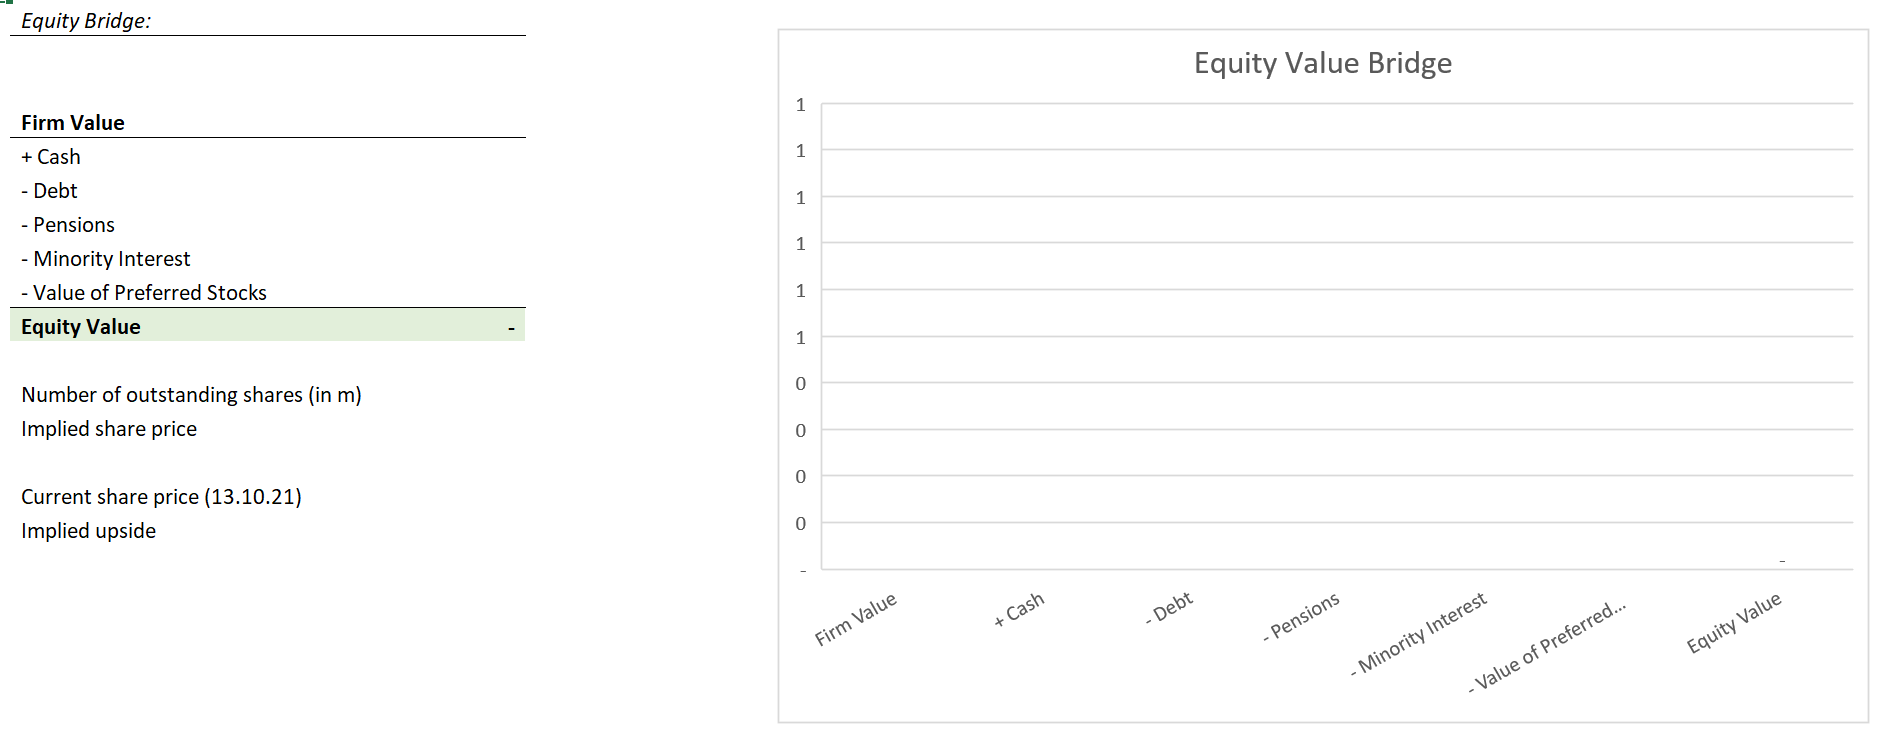 Equity Bridge:
Firm Value
+ Cash
- Debt
- Pensions
- Minority Interest
- Value of Preferred Stocks
Equity Value -
Number of outstanding shares (in m)
Implied share price
Current share price (13.10.21)
Implied upside
Equity Value Bridge
1
1
1
1
1
1
0
0
0
0
-
-
Firm Value
+ Cash
- Debt
- Pensions
- Minority Interest
- Value of Preferred...
Equity Value